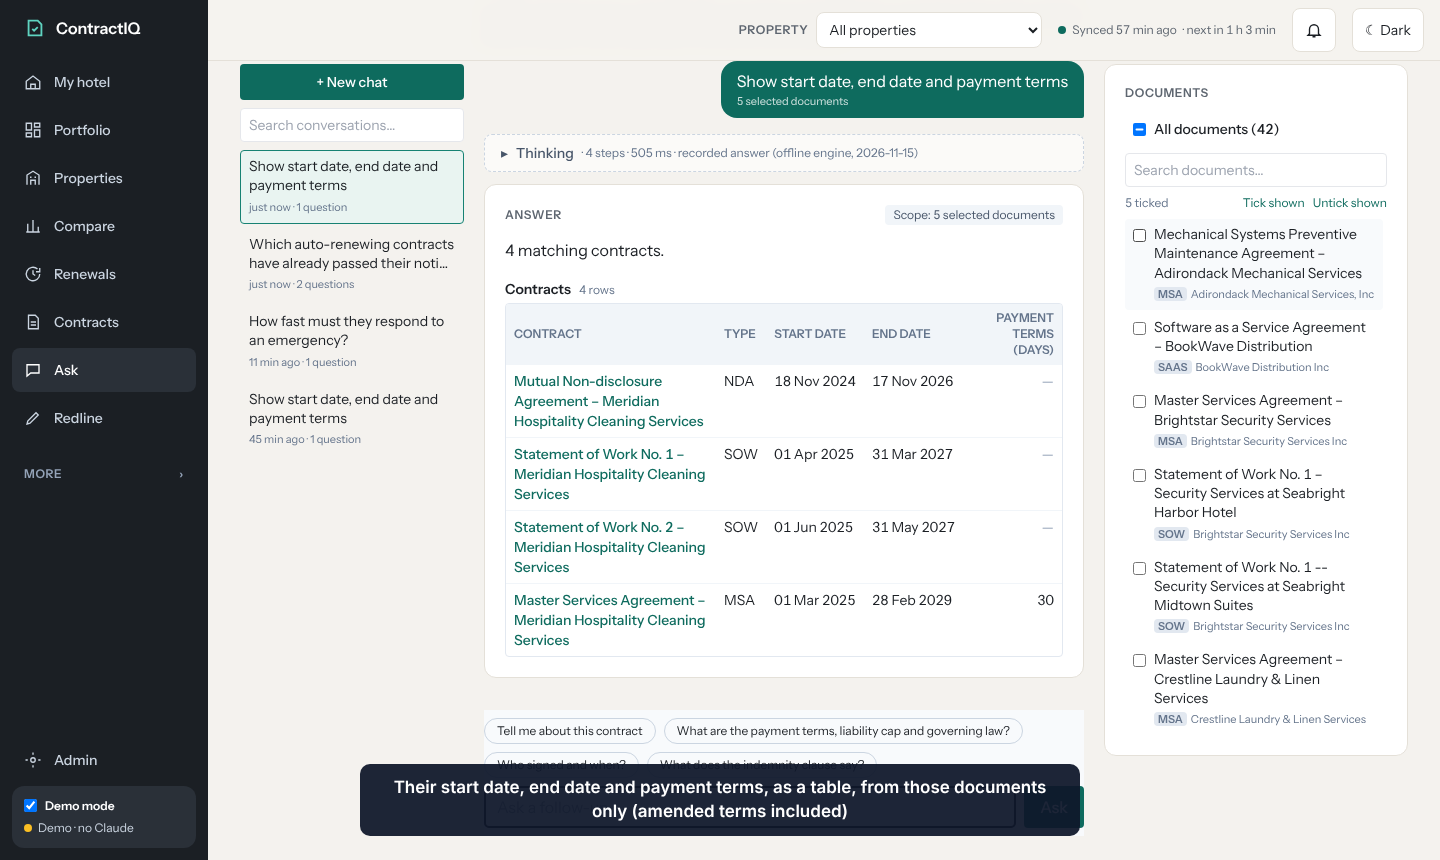 ContractIQ
My hotel
Portfolio
Properties
Compare
Renewals
Contracts
Ask
Redline
MORE
Admin
Demo mode
Demo · no Claude
PROPERTY
All properties
Synced 57 min ago · next in 1 h 3 min
Dark
+ New chat
Search conversations...
Show start date, end date and
payment terms
just now · 1 question
Which auto-renewing contracts
have already passed their noti...
just now · 2 questions
How fast must they respond to
an emergency?
11 min ago · 1 question
Show start date, end date and
payment terms
45 min ago · 1 question
Show start date, end date and payment terms
5 selected documents
Thinking · 4 steps · 505 ms · recorded answer (offline engine, 2026-11-15)
ANSWER
Scope: 5 selected documents
4 matching contracts.
Contracts 4 rows
CONTRACT TYPE START DATE END DATE PAYMENT
TERMS
(DAYS)
Mutual Non-disclosure NDA 18 Nov 2024 17 Nov 2026 —
Agreement – Meridian
Hospitality Cleaning Services
Statement of Work No. 1 – SOW 01 Apr 2025 31 Mar 2027 —
Meridian Hospitality Cleaning
Services
Statement of Work No. 2 – SOW 01 Jun 2025 31 May 2027 —
Meridian Hospitality Cleaning
Services
Master Services Agreement – MSA 01 Mar 2025 28 Feb 2029 30
Meridian Hospitality Cleaning
Services
Tell me about this contract
What are the payment terms, liability cap and governing law?
Who signed and when?
What does the indemnity clause say?
Ask
Their start date, end date and payment terms, as a table, from those documents
only (amended terms included)
DOCUMENTS
All documents (42)
Search documents...
5 ticked
Tick shown
Untick shown
Mechanical Systems Preventive
Maintenance Agreement –
Adirondack Mechanical Services
MSA Adirondack Mechanical Services, Inc
Software as a Service Agreement
– BookWave Distribution
SAAS BookWave Distribution Inc
Master Services Agreement –
Brightstar Security Services
MSA Brightstar Security Services Inc
Statement of Work No. 1 –
Security Services at Seabright
Harbor Hotel
SOW Brightstar Security Services Inc
Statement of Work No. 1 --
Security Services at Seabright
Midtown Suites
SOW Brightstar Security Services Inc
Master Services Agreement –
Crestline Laundry & Linen
Services
MSA Crestline Laundry & Linen Services